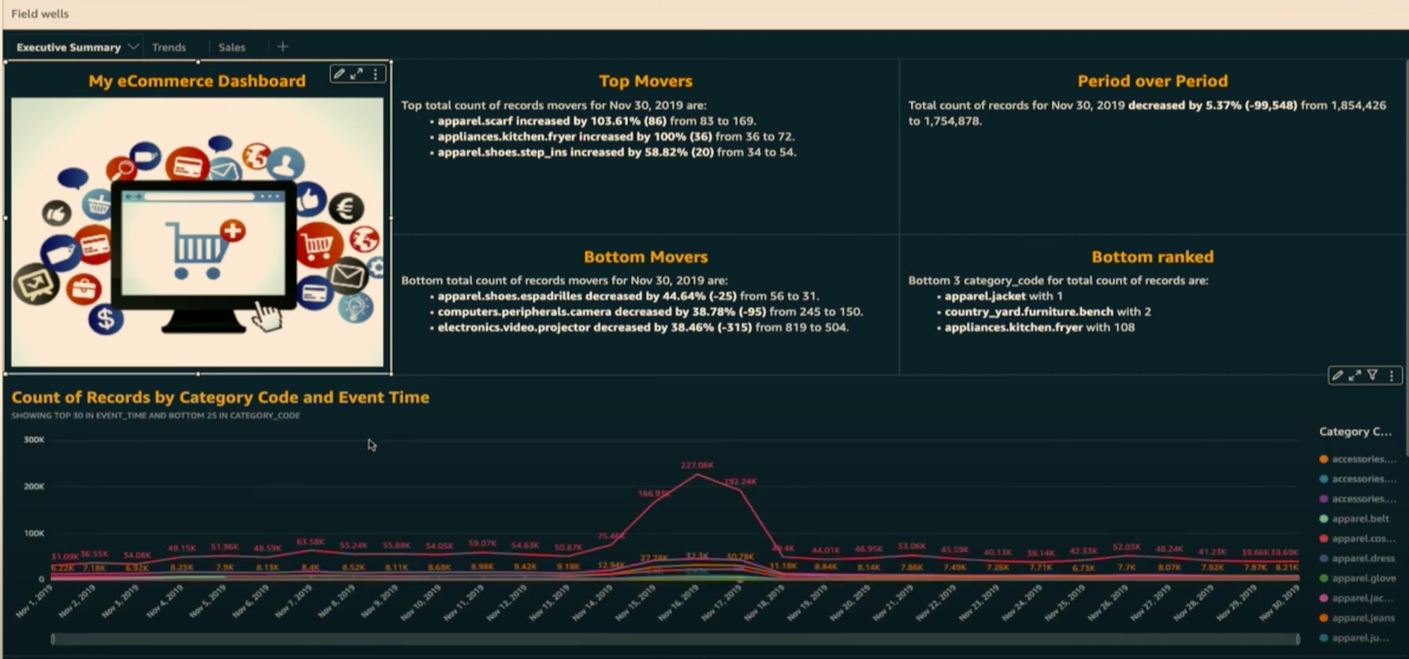 Field wells
Executive Summary
Trends
Sales
My eCommerce Dashboard
Top Movers
Top total count of records movers for Nov 30, 2019 are:
• apparel.scarf increased by 103.61% (86) from 83 to 169.
• appliances.kitchen.fryer increased by 100% (36) from 36 to 72.
• apparel.shoes.step_ins increased by 58.82% (20) from 34 to 54.
Period over Period
Total count of records for Nov 30, 2019 decreased by 5.37% (-99,548) from 1,854,426
to 1,754,878.
Bottom Movers
Bottom total count of records movers for Nov 30, 2019 are:
• apparel.shoes.espadrilles decreased by 44.64% (-25) from 56 to 31.
• computers.peripherals.camera decreased by 38.78% (-95) from 245 to 150.
• electronics.video.projector decreased by 38.46% (-315) from 819 to 504.
Bottom ranked
Bottom 3 category_code for total count of records are:
• apparel.jacket with 1
• country_yard.furniture.bench with 2
• appliances.kitchen.fryer with 108
Count of Records by Category Code and Event Time
SHOWING TOP 30 IN EVENT_TIME AND BOTTOM 25 IN CATEGORY_CODE
300K
200K
100K
0
31.09K 36.55K 34.08K 49.15K 51.96K 48.59K 63.58K 55.24K 55.88K 54.05K 59.07K 54.63K 50.87K 227.06K 192.24K 44.01K 46.95K 53.06K 45.59K 40.13K 38.14K 42.33K 52.03K 48.24K 41.23K 39.66K 39.69K
6.22K 7.18K 6.92K 8.25K 7.9K 8.13K 8.4K 8.52K 8.11K 8.68K 8.98K 9.42K 9.18K 12.94K 11.18K 8.84K 8.14K 7.86K 7.49K 7.26K 7.71K 6.73K 7.7K 8.07K 7.92K 7.87K 8.21K
Nov 1, 2019
Nov 2, 2019
Nov 3, 2019
Nov 4, 2019
Nov 5, 2019
Nov 6, 2019
Nov 7, 2019
Nov 8, 2019
Nov 9, 2019
Nov 10, 2019
Nov 11, 2019
Nov 12, 2019
Nov 13, 2019
Nov 14, 2019
Nov 15, 2019
Nov 16, 2019
Nov 17, 2019
Nov 18, 2019
Nov 19, 2019
Nov 20, 2019
Nov 21, 2019
Nov 22, 2019
Nov 23, 2019
Nov 24, 2019
Nov 25, 2019
Nov 26, 2019
Nov 27, 2019
Nov 28, 2019
Nov 29, 2019
Nov 30, 2019
Category C...
accessories....
accessories....
accessories....
apparel.belt
apparel.cos...
apparel.dress
apparel.glove
apparel.jac...
apparel.jeans
apparel.ju...